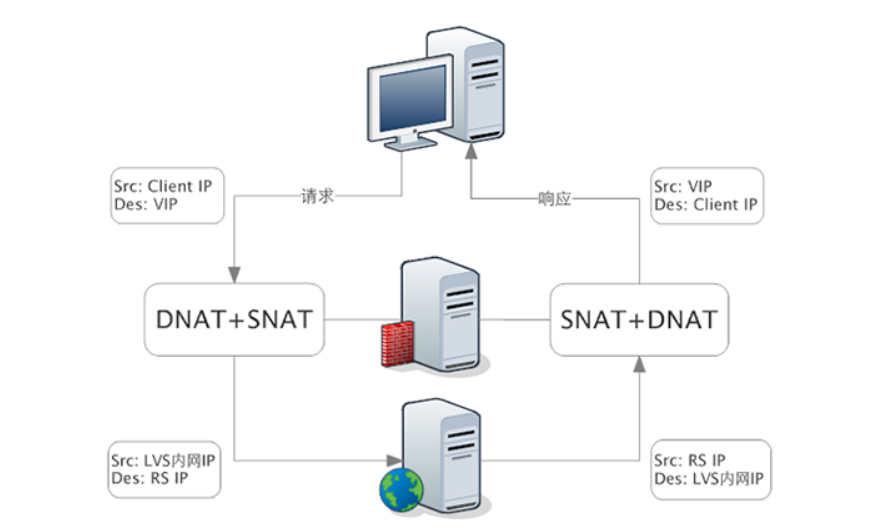 Src: Client IP
Des: VIP
请求
响应
Src: VIP
Des: Client IP
DNAT+SNAT
SNAT+DNAT
Src: LVS内网IP
Des: RS IP
Src: RS IP
Des: LVS内网IP